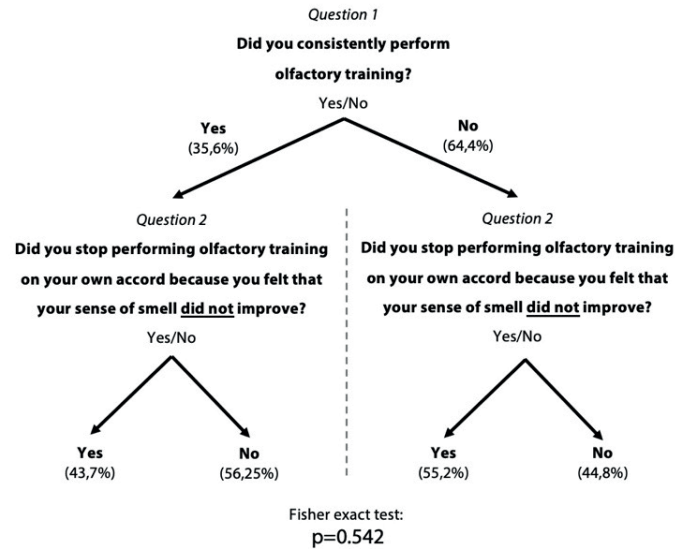 Question 1
Did you consistently perform
olfactory training?
Yes/No
Yes
(35,6%)
No
(64,4%)
Question 2
Did you stop performing olfactory training
on your own accord because you felt that
your sense of smell did not improve?
Yes/No
Yes
(43,7%)
No
(56,25%)
Question 2
Did you stop performing olfactory training
on your own accord because you felt that
your sense of smell did not improve?
Yes/No
Yes
(55,2%)
No
(44,8%)
Fisher exact test:
p=0.542